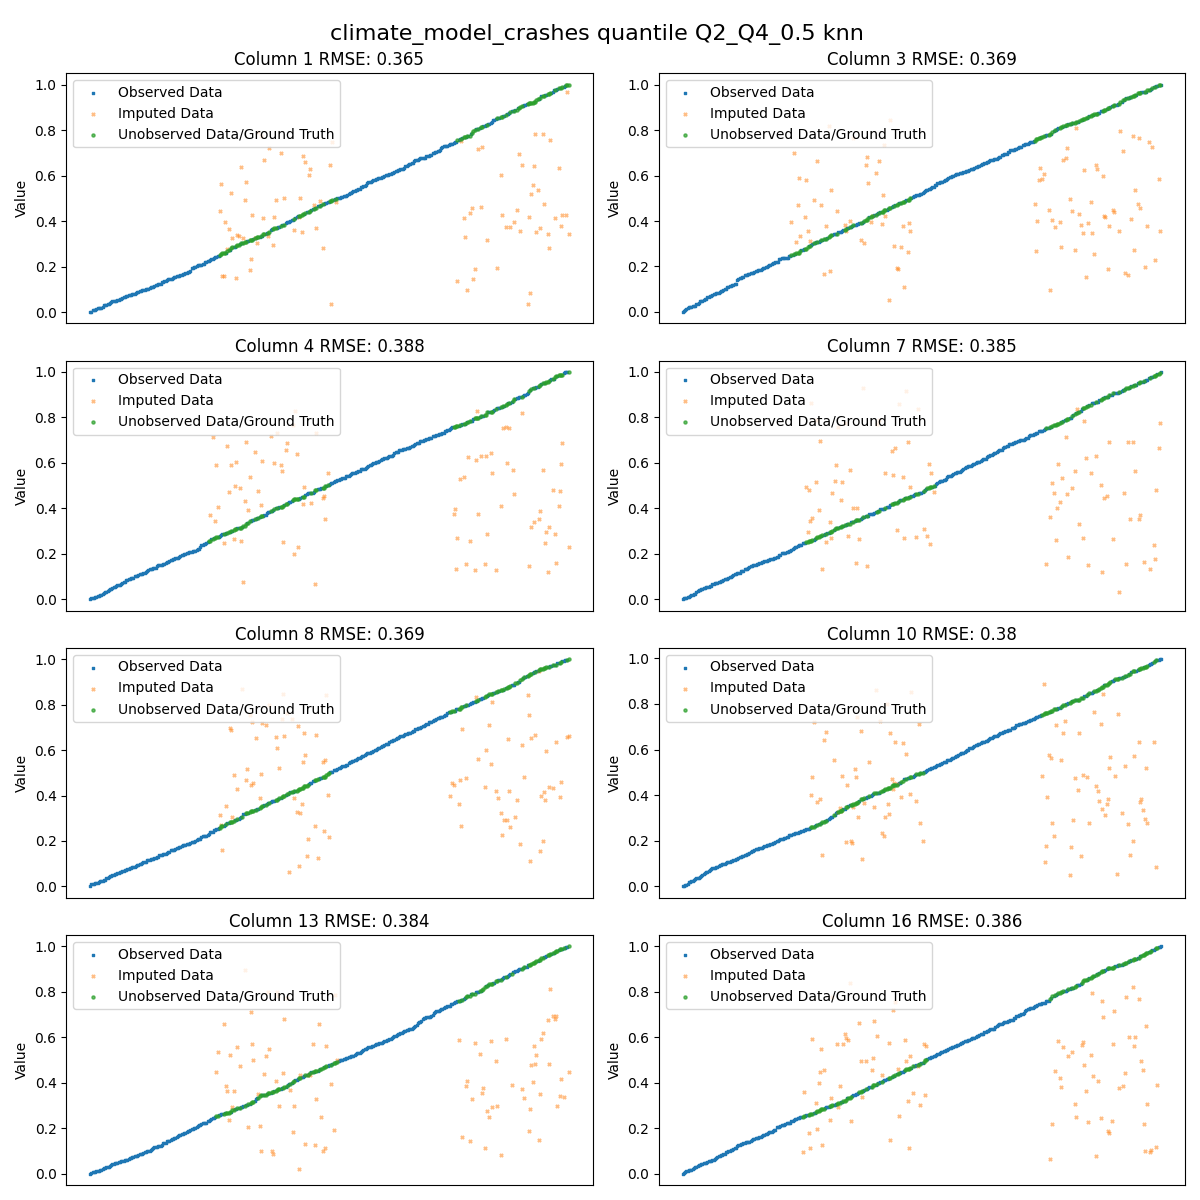 climate_model_crashes quantile Q2_Q4_0.5 knn
Column 1 RMSE: 0.365
1.0
0.8
0.6
0.4
0.2
0.0
Value
Observed Data
Imputed Data
Unobserved Data/Ground Truth
Column 3 RMSE: 0.369
1.0
0.8
0.6
0.4
0.2
0.0
Value
Observed Data
Imputed Data
Unobserved Data/Ground Truth
Column 4 RMSE: 0.388
1.0
0.8
0.6
0.4
0.2
0.0
Value
Observed Data
Imputed Data
Unobserved Data/Ground Truth
Column 7 RMSE: 0.385
1.0
0.8
0.6
0.4
0.2
0.0
Value
Observed Data
Imputed Data
Unobserved Data/Ground Truth
Column 8 RMSE: 0.369
1.0
0.8
0.6
0.4
0.2
0.0
Value
Observed Data
Imputed Data
Unobserved Data/Ground Truth
Column 10 RMSE: 0.38
1.0
0.8
0.6
0.4
0.2
0.0
Value
Observed Data
Imputed Data
Unobserved Data/Ground Truth
Column 13 RMSE: 0.384
1.0
0.8
0.6
0.4
0.2
0.0
Value
Observed Data
Imputed Data
Unobserved Data/Ground Truth
Column 16 RMSE: 0.386
1.0
0.8
0.6
0.4
0.2
0.0
Value
Observed Data
Imputed Data
Unobserved Data/Ground Truth